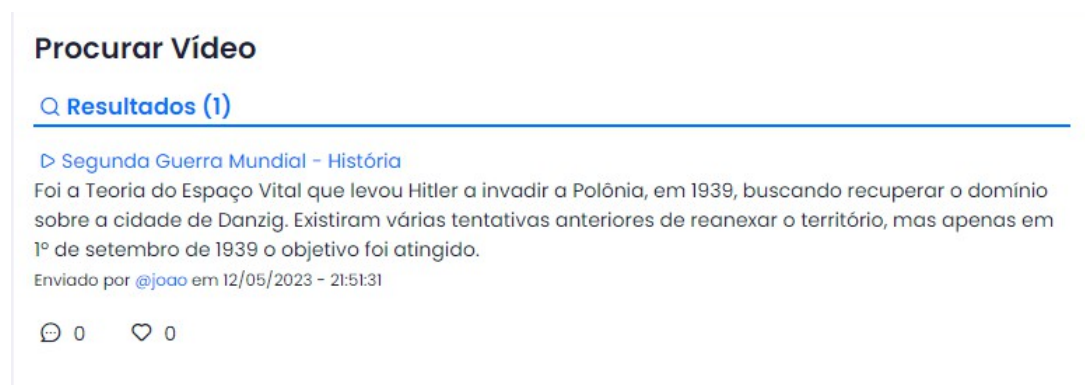 Procurar Vídeo
Resultados (1)
Segunda Guerra Mundial - História
Foi a Teoria do Espaço Vital que levou Hitler a invadir a Polônia, em 1939, buscando recuperar o domínio
sobre a cidade de Danzig. Existiram várias tentativas anteriores de reanexar o território, mas apenas em
1º de setembro de 1939 o objetivo foi atingido.
Enviado por @joao em 12/05/2023 - 21:51:31
0 0